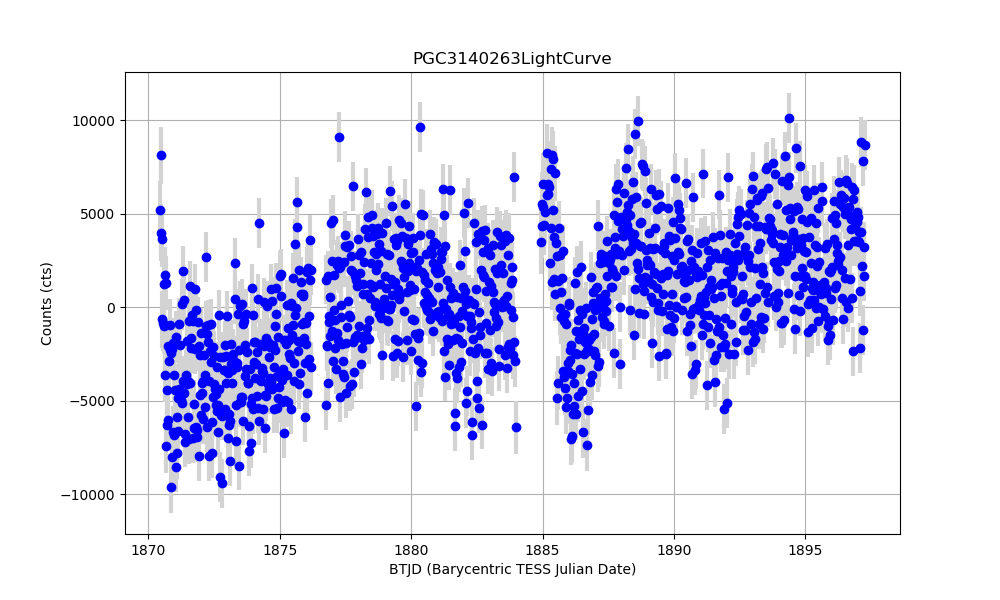 PGC3140263LightCurve
Counts (cts)
10000
5000
0
−5000
−10000
1870 1875 1880 1885 1890 1895
BTJD (Barycentric TESS Julian Date)